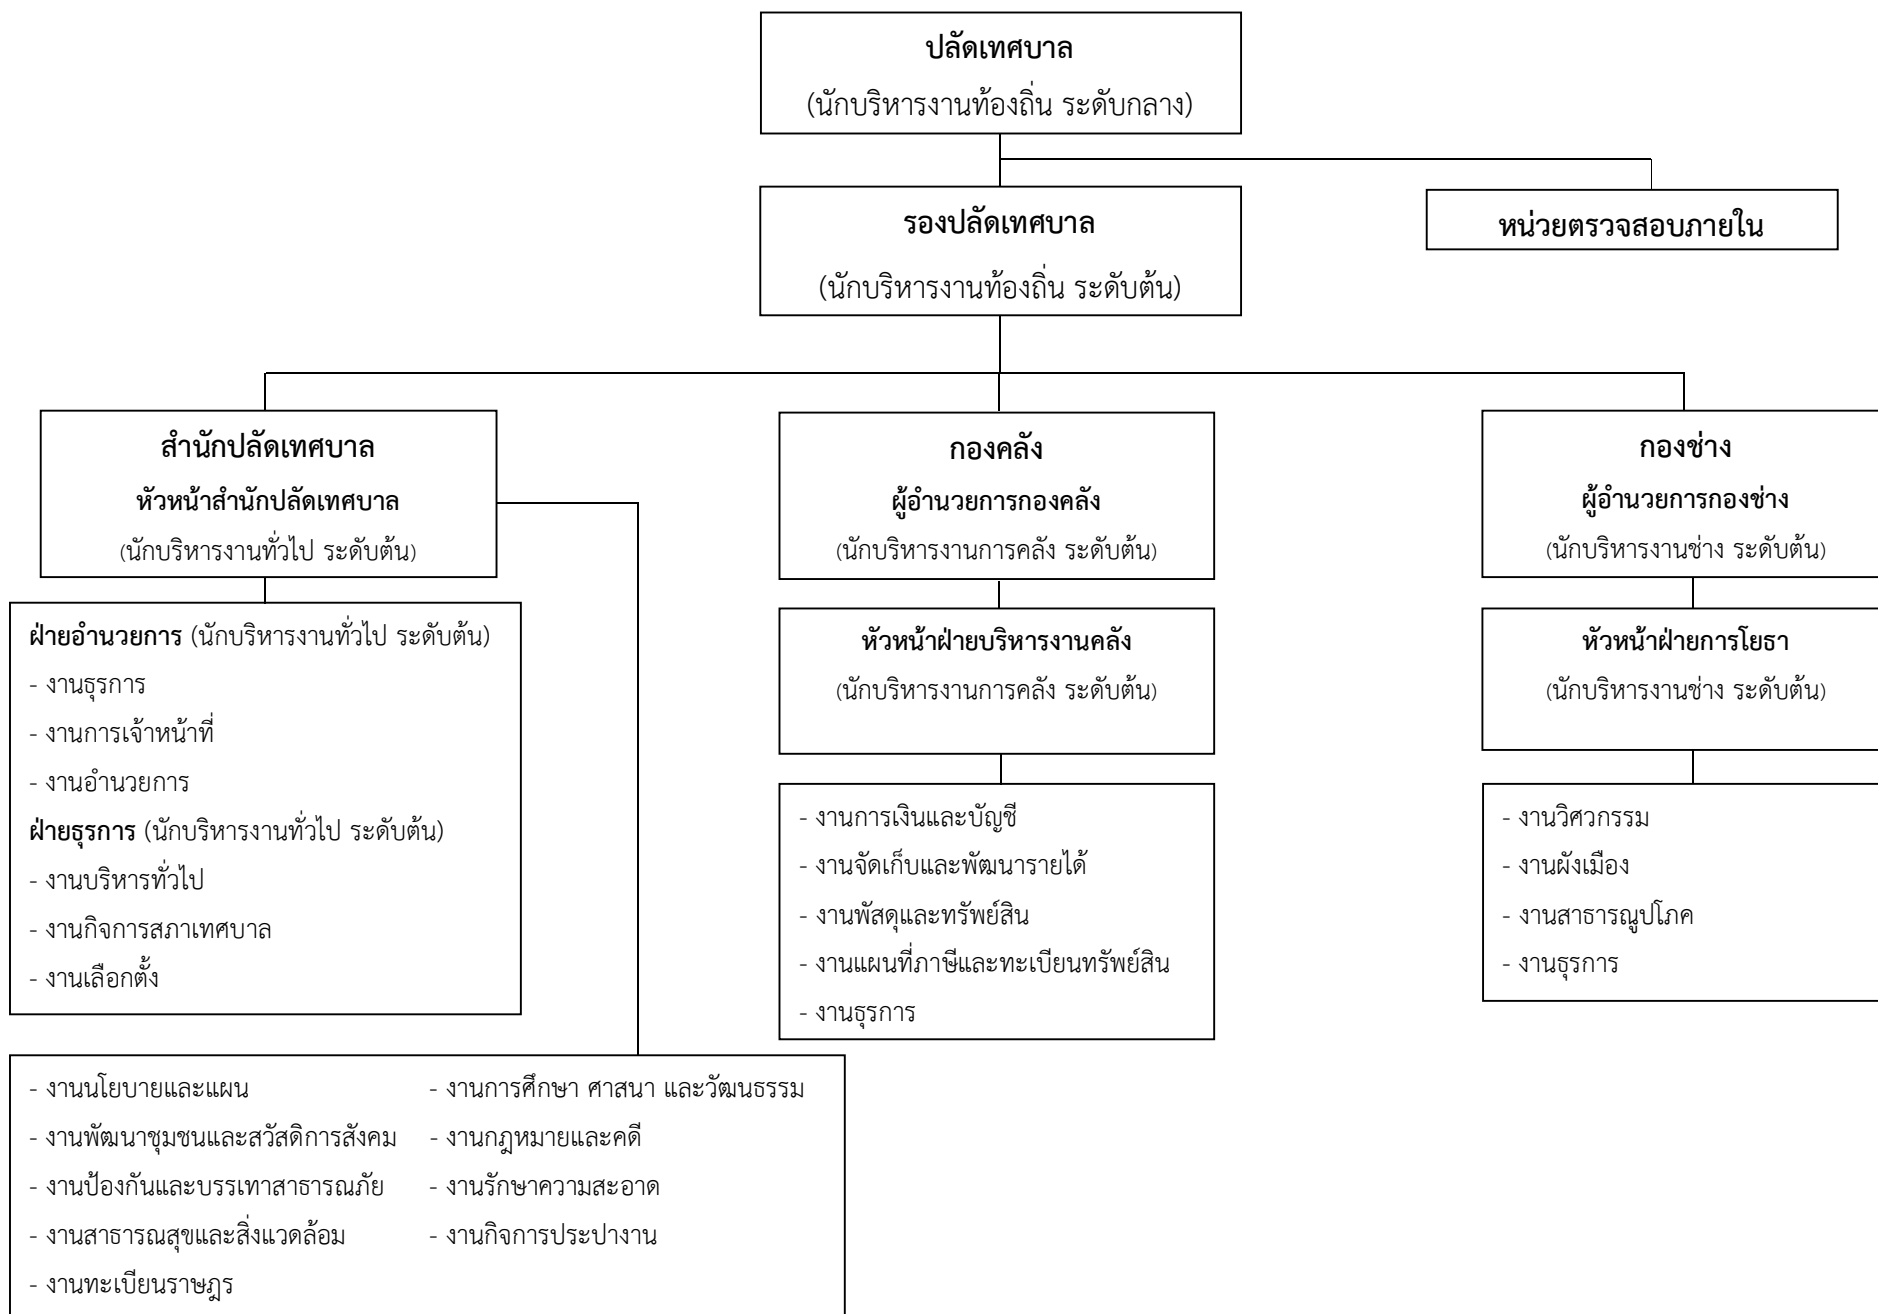 ปลัดเทศบาล
(นักบริหารงานท้องถิ่น ระดับกลาง)
รองปลัดเทศบาล
(นักบริหารงานท้องถิ่น ระดับต้น)
หน่วยตรวจสอบภายใน
สำนักปลัดเทศบาล
หัวหน้าสำนักปลัดเทศบาล
(นักบริหารงานทั่วไป ระดับต้น)
กองคลัง
ผู้อำนวยการกองคลัง
(นักบริหารงานการคลัง ระดับต้น)
กองช่าง
ผู้อำนวยการกองช่าง
(นักบริหารงานช่าง ระดับต้น)
ฝ่ายอำนวยการ (นักบริหารงานทั่วไป ระดับต้น)
- งานธุรการ
- งานการเจ้าหน้าที่
- งานอำนวยการ
ฝ่ายธุรการ (นักบริหารงานทั่วไป ระดับต้น)
- งานบริหารทั่วไป
- งานกิจการสภาเทศบาล
- งานเลือกตั้ง
หัวหน้าฝ่ายบริหารงานคลัง
(นักบริหารงานการคลัง ระดับต้น)
- งานการเงินและบัญชี
- งานจัดเก็บและพัฒนารายได้
- งานพัสดุและทรัพย์สิน
- งานแผนที่ภาษีและทะเบียนทรัพย์สิน
- งานธุรการ
หัวหน้าฝ่ายการโยธา
(นักบริหารงานช่าง ระดับต้น)
- งานวิศวกรรม
- งานผังเมือง
- งานสาธารณูปโภค
- งานธุรการ
- งานนโยบายและแผน
- งานพัฒนาชุมชนและสวัสดิการสังคม
- งานป้องกันและบรรเทาสาธารณภัย
- งานสาธารณสุขและสิ่งแวดล้อม
- งานทะเบียนราษฎร
- งานการศึกษา ศาสนา และวัฒนธรรม
- งานกฎหมายและคดี
- งานรักษาความสะอาด
- งานกิจการประปางาน